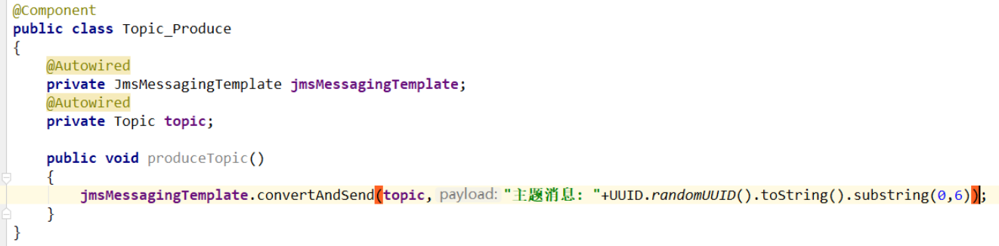 @Component
public class Topic_Produce
{
    @Autowired
    private JmsMessagingTemplate jmsMessagingTemplate;
    @Autowired
    private Topic topic;

    public void produceTopic()
    {
        jmsMessagingTemplate.convertAndSend(topic, payload: "主题消息: "+UUID.randomUUID().toString().substring(0,6));
    }
}